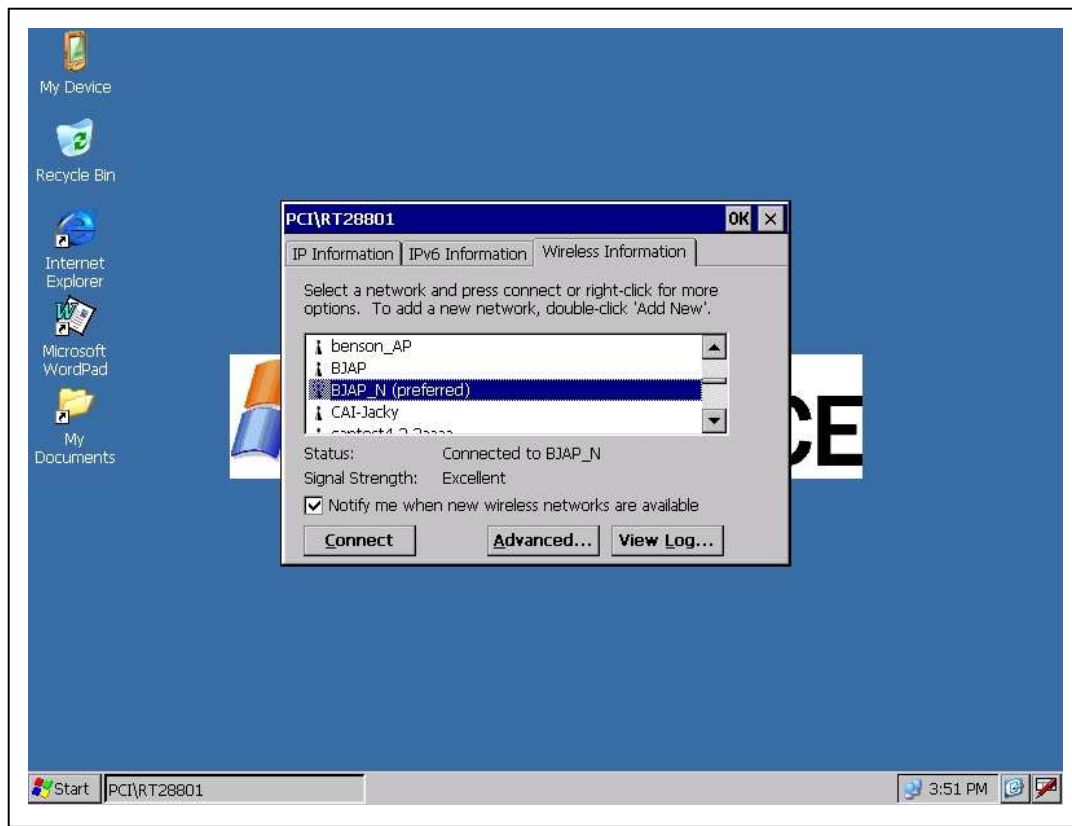 My Device
Recycle Bin
Internet
Explorer
Microsoft
WordPad
My
Documents
PCI\RT28801
OK
IP Information
IPv6 Information
Wireless Information
Select a network and press connect or right-click for more
options. To add a new network, double-click 'Add New'.
benson_AP
BJAP
BJAP_N (preferred)
CAI-Jacky
Status: Connected to BJAP_N
Signal Strength: Excellent
Notify me when new wireless networks are available
Connect
Advanced...
View Log...
CE
Start
PCI\RT28801
3:51 PM